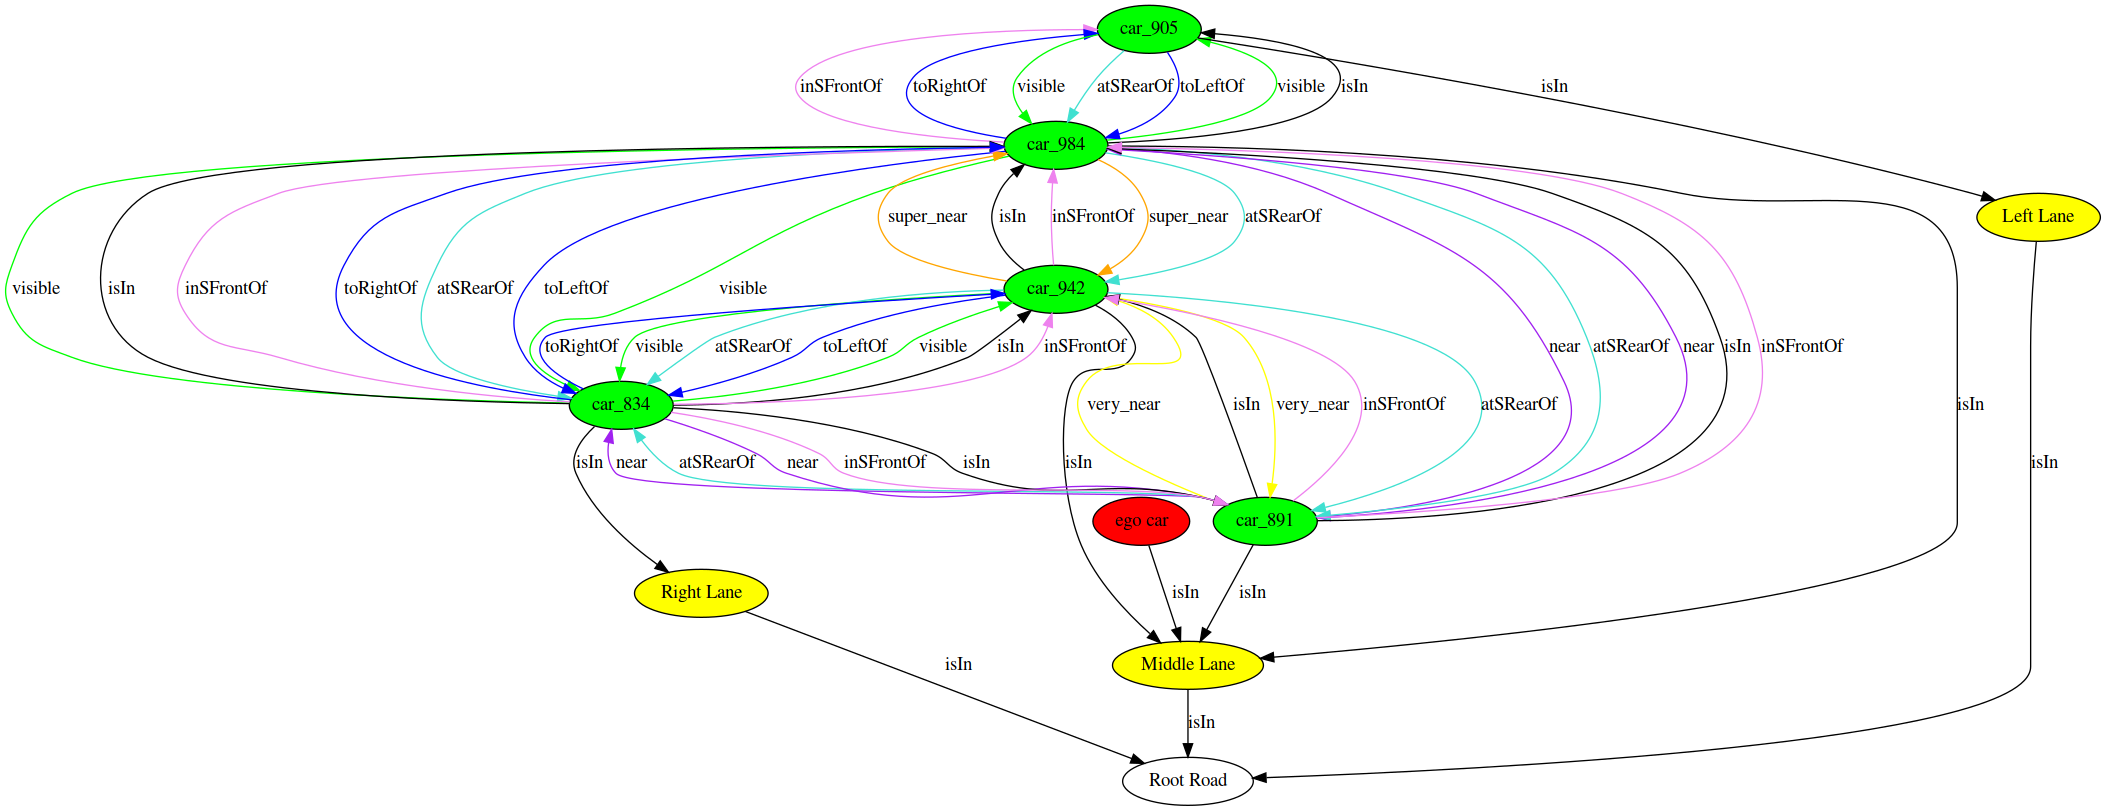 car_905
inSFrontOf toRightOf visible atSRearOf toLeftOf visible isIn isIn
car_984
Left Lane
super_near isIn inSFrontOf super_near atSRearOf
visible isIn inSFrontOf toRightOf atSRearOf toLeftOf visible
car_942
toRightOf visible atSRearOf toLeftOf visible isIn inSFrontOf near atSRearOf near isIn inSFrontOf
car_834
very_near isIn very_near inSFrontOf atSRearOf isIn
isIn near atSRearOf near inSFrontOf isIn isIn isIn
ego car
car_891
Right Lane
isIn isIn
Middle Lane
isIn
isIn
Root Road